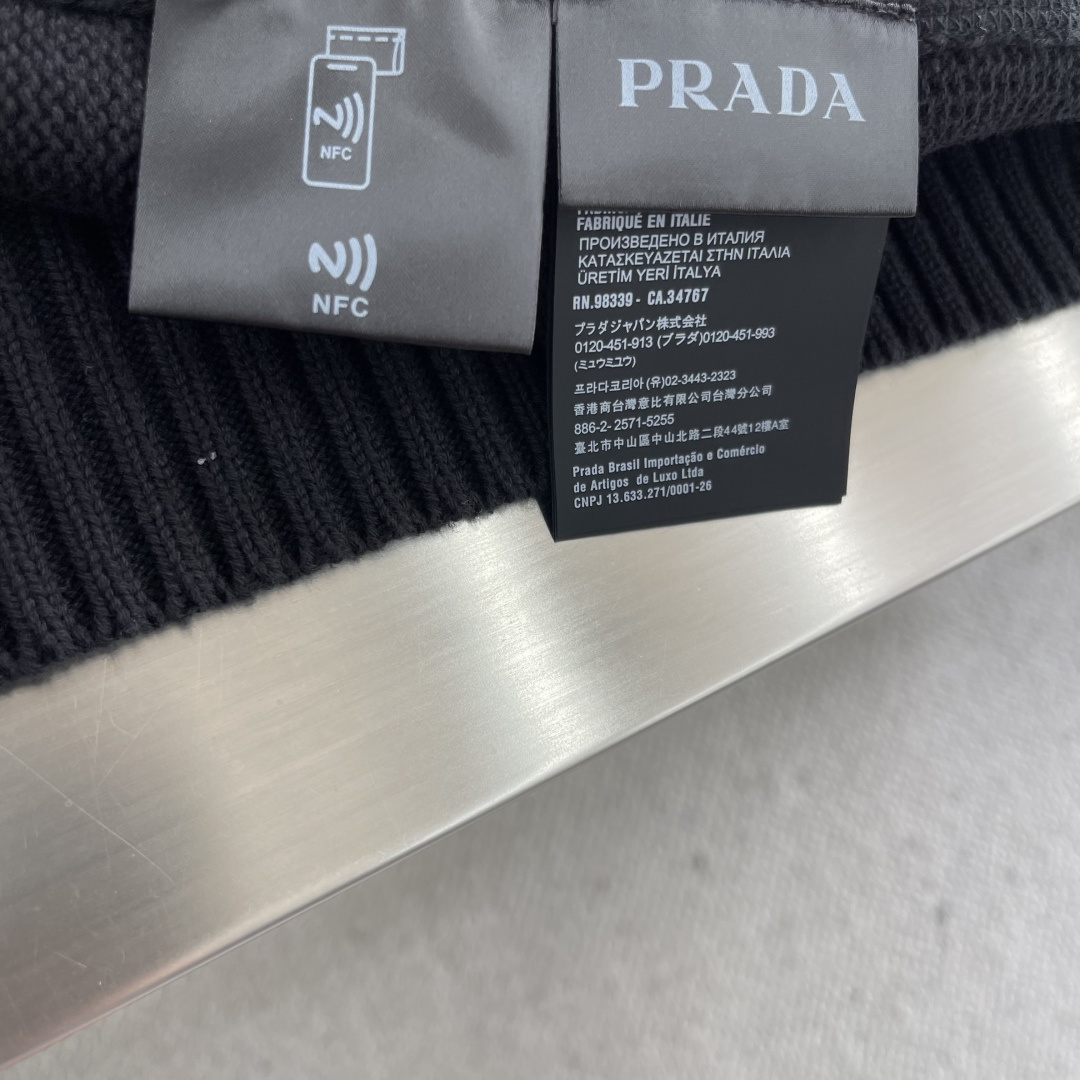 NFC
NFC
PRADA
FABRIQUÉ EN ITALIE
ПРОИЗВЕДЕНО В ИТАЛИЯ
ΚΑΤΑΣΚΕΥΑΖΕΤΑΙ ΣΤΗΝ ΙΤΑΛΙΑ
ÜRETİM YERİ İTALYA
RN.98339 - CA.34767
プラダジャパン株式会社
0120-451-913 (プラダ)0120-451-993
(ミュウミュウ)
프라다코리아 (유)02-3443-2323
香港商台灣意比有限公司台灣分公司
886-2- 2571-5255
臺北市中山區中山北路二段44號12樓A室
Prada Brasil Importação e Comércio
de Artigos de Luxo Ltda
CNPJ 13.633.271/0001-26